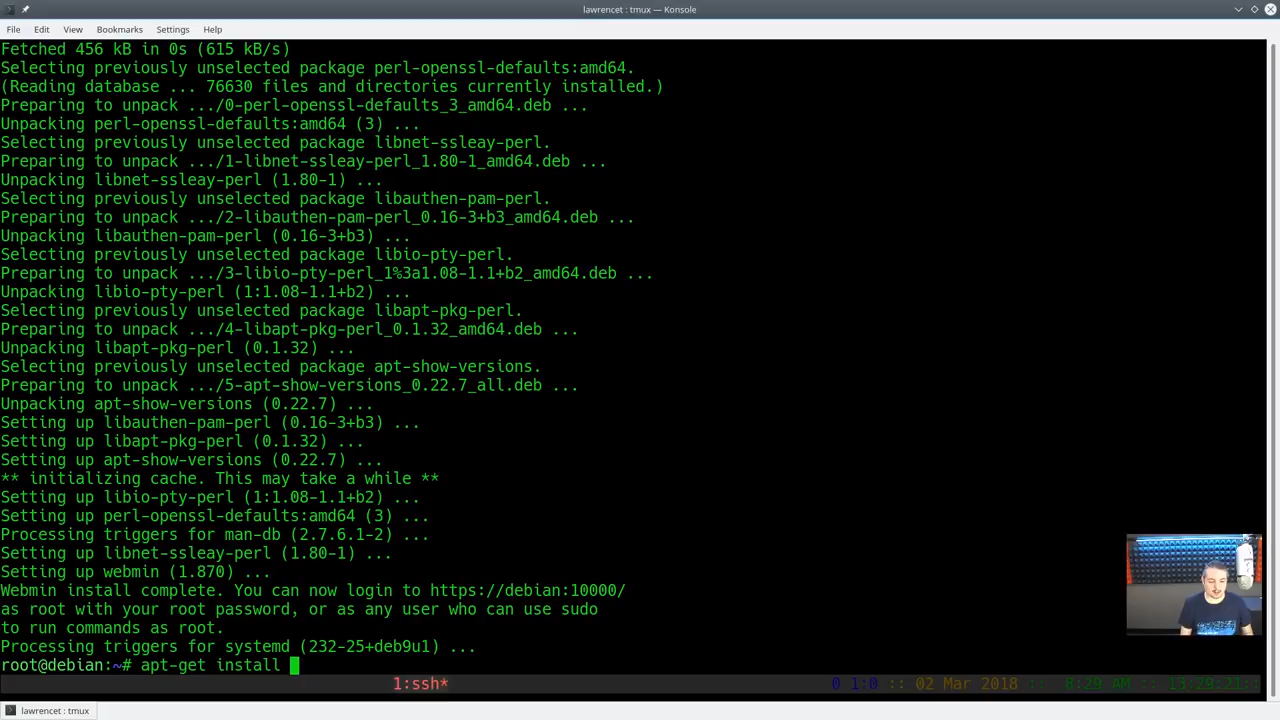 lawrencet : tmux — Konsole
File Edit View Bookmarks Settings Help
Fetched 456 kB in 0s (615 kB/s)
Selecting previously unselected package perl-openssl-defaults:amd64.
(Reading database ... 76630 files and directories currently installed.)
Preparing to unpack .../0-perl-openssl-defaults_3_amd64.deb ...
Unpacking perl-openssl-defaults:amd64 (3) ...
Selecting previously unselected package libnet-ssleay-perl.
Preparing to unpack .../1-libnet-ssleay-perl_1.80-1_amd64.deb ...
Unpacking libnet-ssleay-perl (1.80-1) ...
Selecting previously unselected package libauthen-pam-perl.
Preparing to unpack .../2-libauthen-pam-perl_0.16-3+b3_amd64.deb ...
Unpacking libauthen-pam-perl (0.16-3+b3) ...
Selecting previously unselected package libio-pty-perl.
Preparing to unpack .../3-libio-pty-perl_1%3a1.08-1.1+b2_amd64.deb ...
Unpacking libio-pty-perl (1:1.08-1.1+b2) ...
Selecting previously unselected package libapt-pkg-perl.
Preparing to unpack .../4-libapt-pkg-perl_0.1.32_amd64.deb ...
Unpacking libapt-pkg-perl (0.1.32) ...
Selecting previously unselected package apt-show-versions.
Preparing to unpack .../5-apt-show-versions_0.22.7_all.deb ...
Unpacking apt-show-versions (0.22.7) ...
Setting up libauthen-pam-perl (0.16-3+b3) ...
Setting up libapt-pkg-perl (0.1.32) ...
Setting up apt-show-versions (0.22.7) ...
** initializing cache. This may take a while **
Setting up libio-pty-perl (1:1.08-1.1+b2) ...
Setting up perl-openssl-defaults:amd64 (3) ...
Processing triggers for man-db (2.7.6.1-2) ...
Setting up libnet-ssleay-perl (1.80-1) ...
Setting up webmin (1.870) ...
Webmin install complete. You can now login to https://debian:10000/
as root with your root password, or as any user who can use sudo
to run commands as root.
Processing triggers for systemd (232-25+deb9u1) ...
root@debian:~# apt-get install
1:ssh* 0 1:0 :: 02 Mar 2018 :: 8:29 AM :: 13:29:21::
lawrencet : tmux